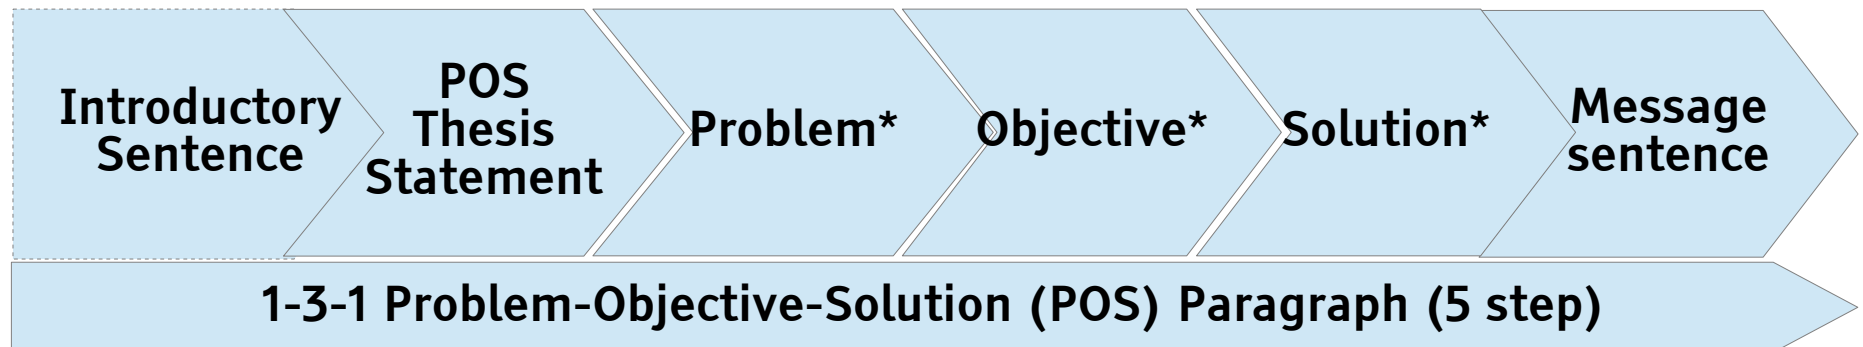 Introductory
Sentence
POS
Thesis
Statement
Problem*
Objective*
Solution*
Message
sentence
1-3-1 Problem-Objective-Solution (POS) Paragraph (5 step)